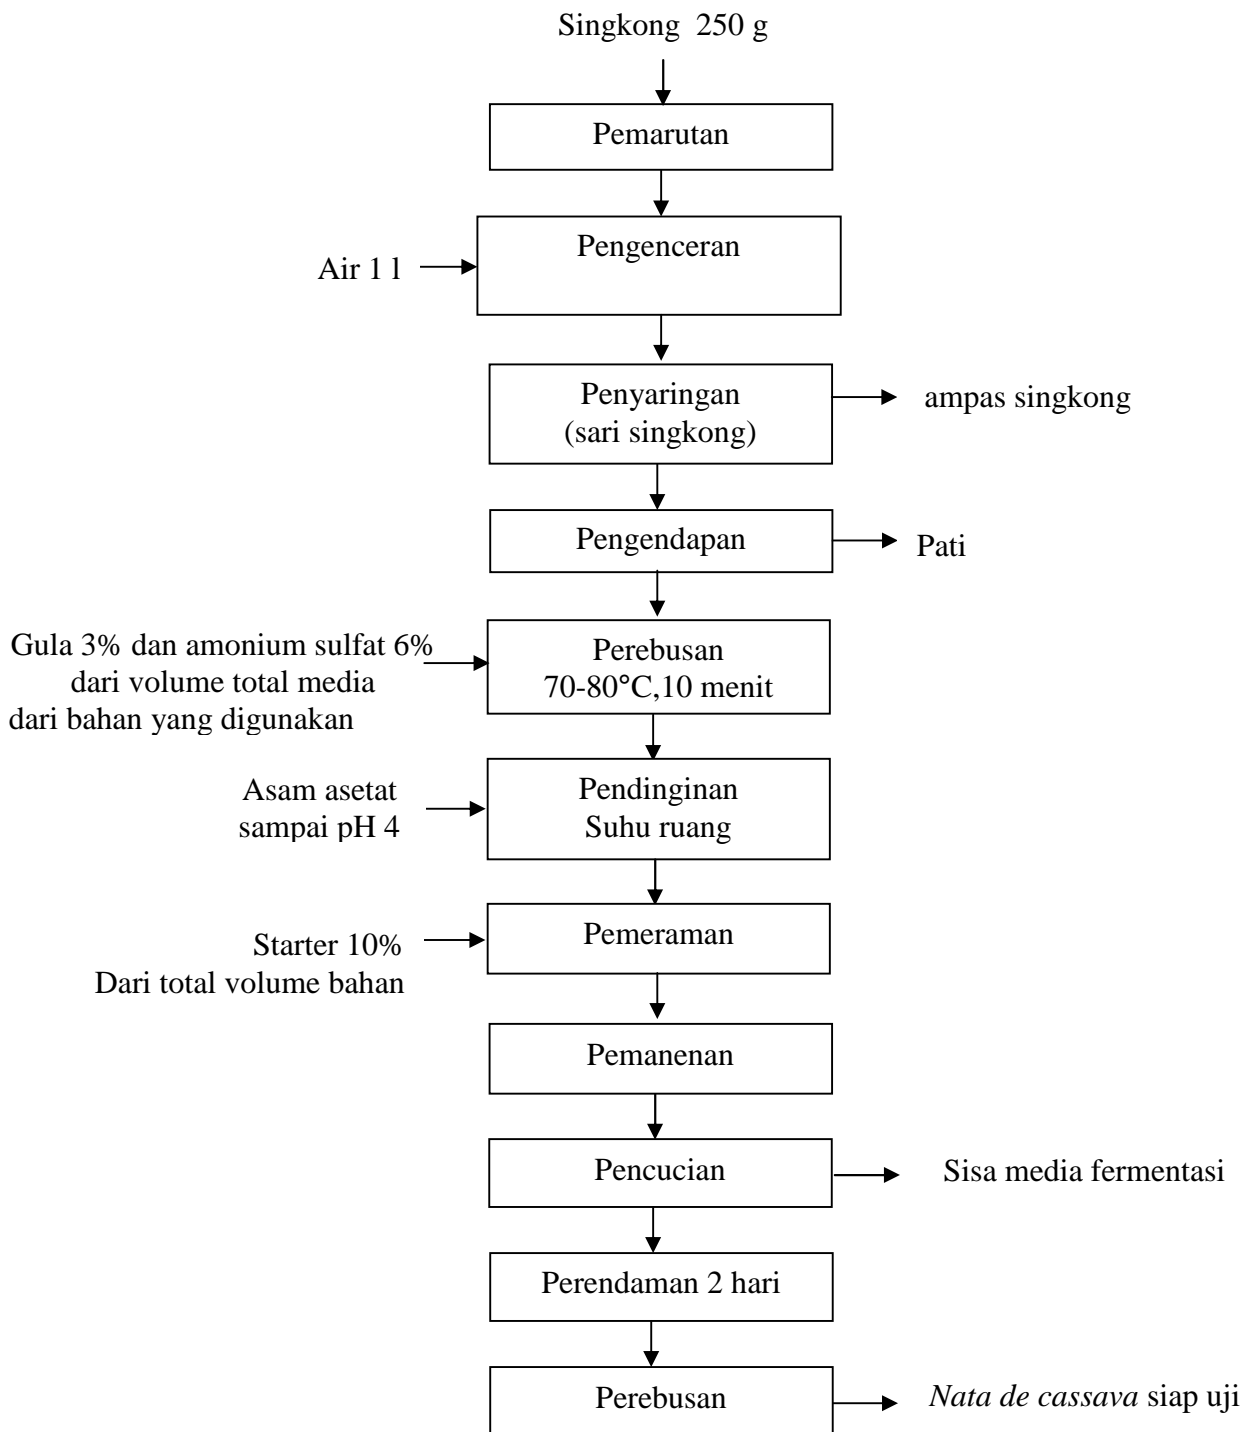 Singkong 250 g
Pemarutan
Pengenceran
Air 1 l
Penyaringan
(sari singkong)
ampas singkong
Pengendapan
Pati
Gula 3% dan amonium sulfat 6%
dari volume total media
dari bahan yang digunakan
Perebusan
70-80°C,10 menit
Asam asetat
sampai pH 4
Pendinginan
Suhu ruang
Starter 10%
Dari total volume bahan
Pemeraman
Pemanenan
Pencucian
Sisa media fermentasi
Perendaman 2 hari
Perebusan
Nata de cassava siap uji